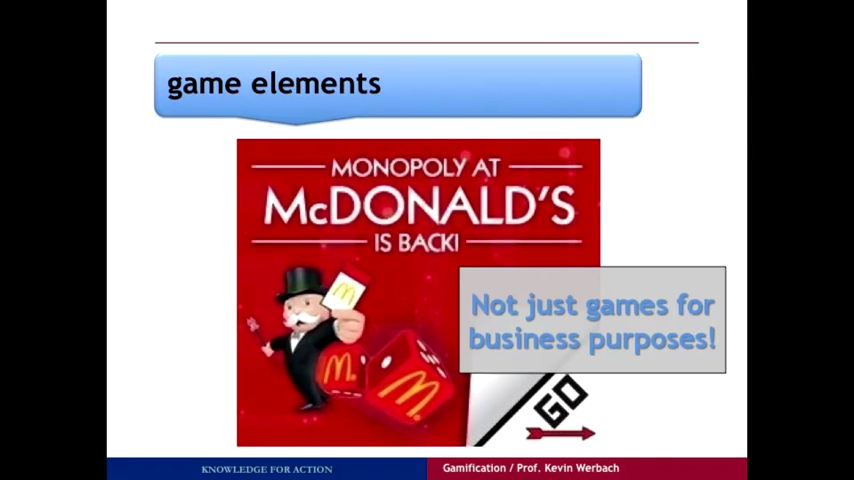 game elements
MONOPOLY AT
McDONALD'S
IS BACK!
Not just games for
business purposes!
GO
KNOWLEDGE FOR ACTION
Gamification / Prof. Kevin Werbach